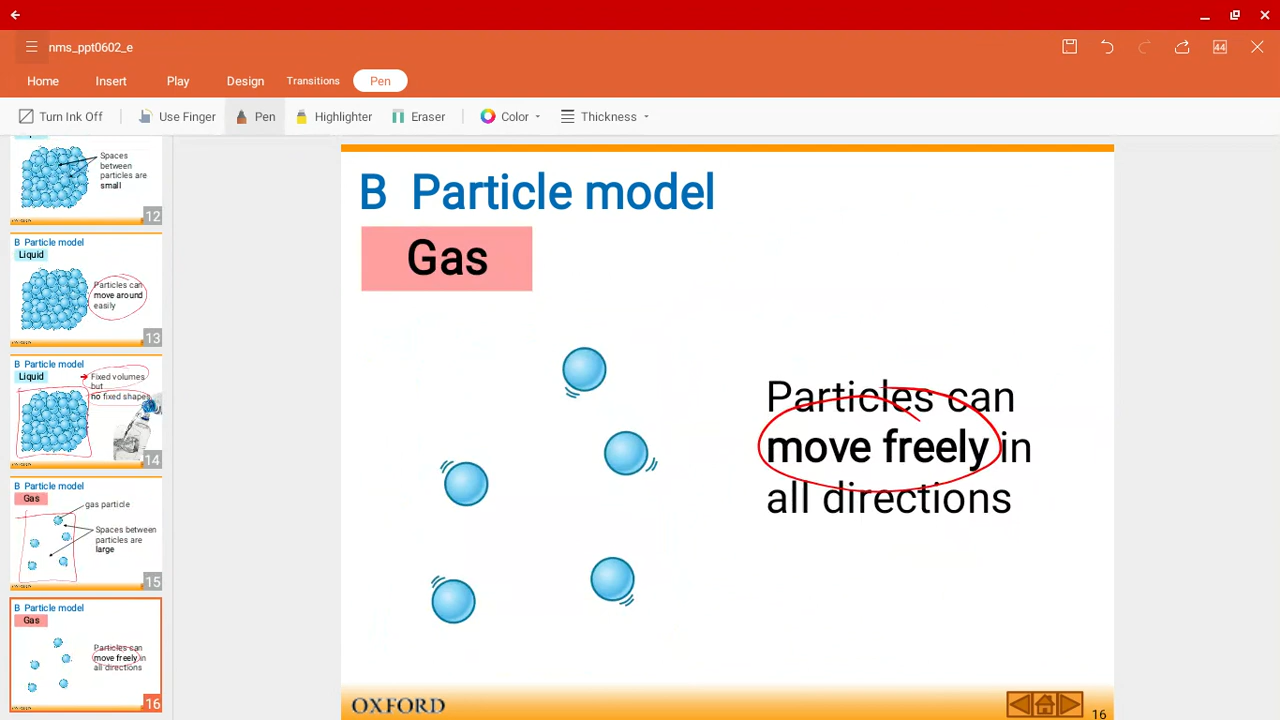 nms_ppt0602_e
44
Home Insert Play Design Transitions Pen
Turn Ink Off Use Finger Pen Highlighter Eraser Color Thickness
Spaces
between
particles are
small
12
B Particle model
Liquid
Particles can
move around
easily
13
B Particle model
Liquid
Fixed volumes
but
no fixed shapes
14
B Particle model
Gas
gas particle
Spaces between
particles are
large
15
B Particle model
Gas
Particles can
move freely in
all directions
16
B Particle model
Gas
Particles can
move freely in
all directions
OXFORD
16